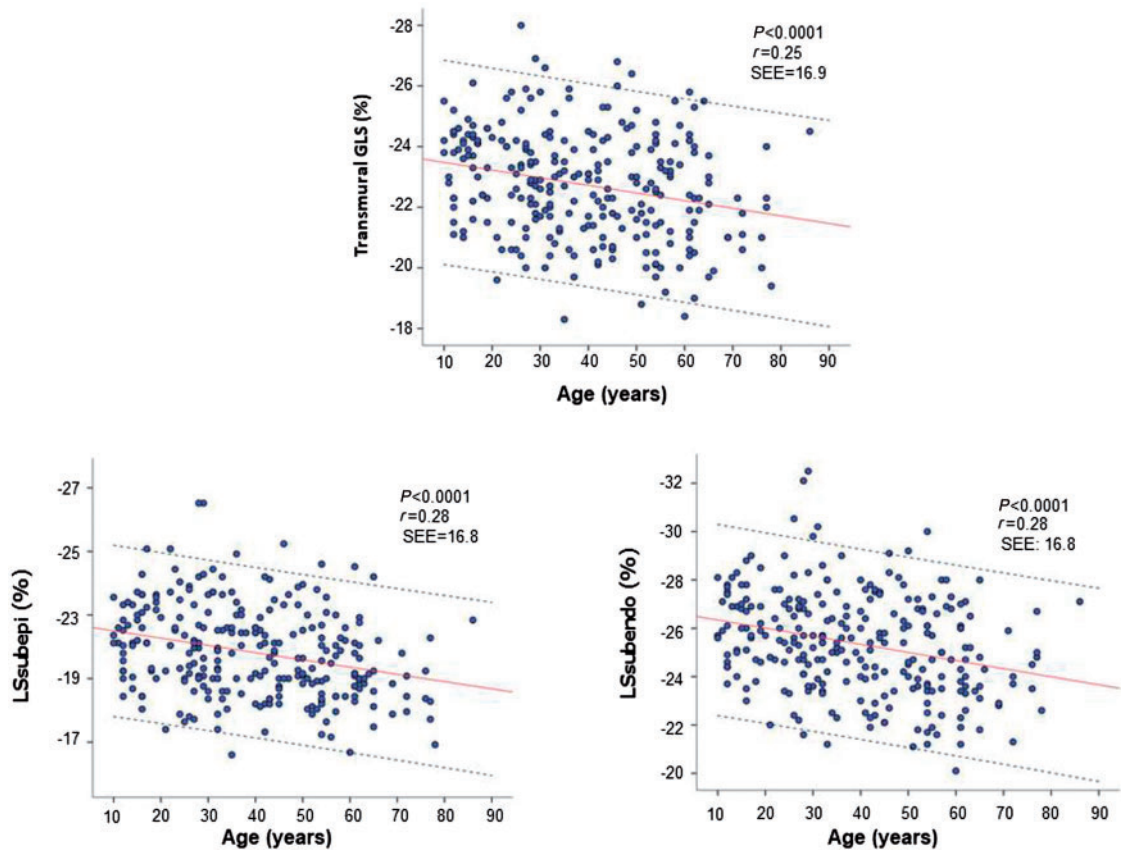 -28
-26
-24
-22
-20
-18
Transmural GLS (%)
P<0.0001
r=0.25
SEE=16.9
10 20 30 40 50 60 70 80 90
Age (years)
-27
-25
-23
-21
-19
-17
LSsubepi (%)
P<0.0001
r=0.28
SEE=16.8
10 20 30 40 50 60 70 80 90
Age (years)
-32
-30
-28
-26
-24
-22
-20
LSsubendo (%)
P<0.0001
r=0.28
SEE: 16.8
10 20 30 40 50 60 70 80 90
Age (years)